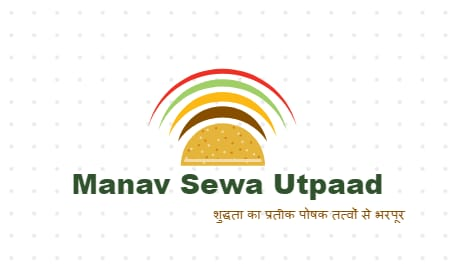 Manav Sewa Utpaad
शुद्धता का प्रतीक पोषक तत्वों से भरपूर